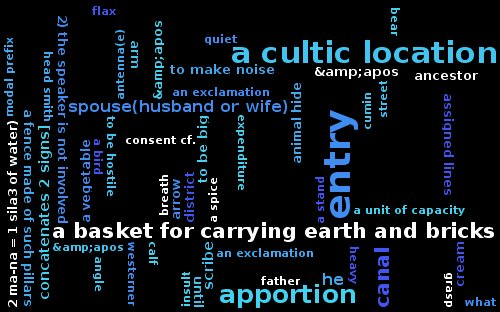 flax
bear
2) the speaker is not involved
antenna(e)
arm
&amp;apos
quiet
a cultic location
modal prefix
head smith
to make noise
&amp;apos
ancestor
an exclamation
animal hide
cumin
street
assigned lines
spouse(husband or wife)
a fence made of such pillars
to be hostile
to be big
expenditure
entry
2 ma-na = 1 sila3 of water)
concatenates 2 signs]
a vegetable
a bird
consent cf.
breath
arrow
district
a spice
a stand
a unit of capacity
a basket for carrying earth and bricks
&amp;apos
angle
westerner
calf
insult
litun
scribe
an exclamation
father
he
heavy
canal
apportion
grasp
cream
what